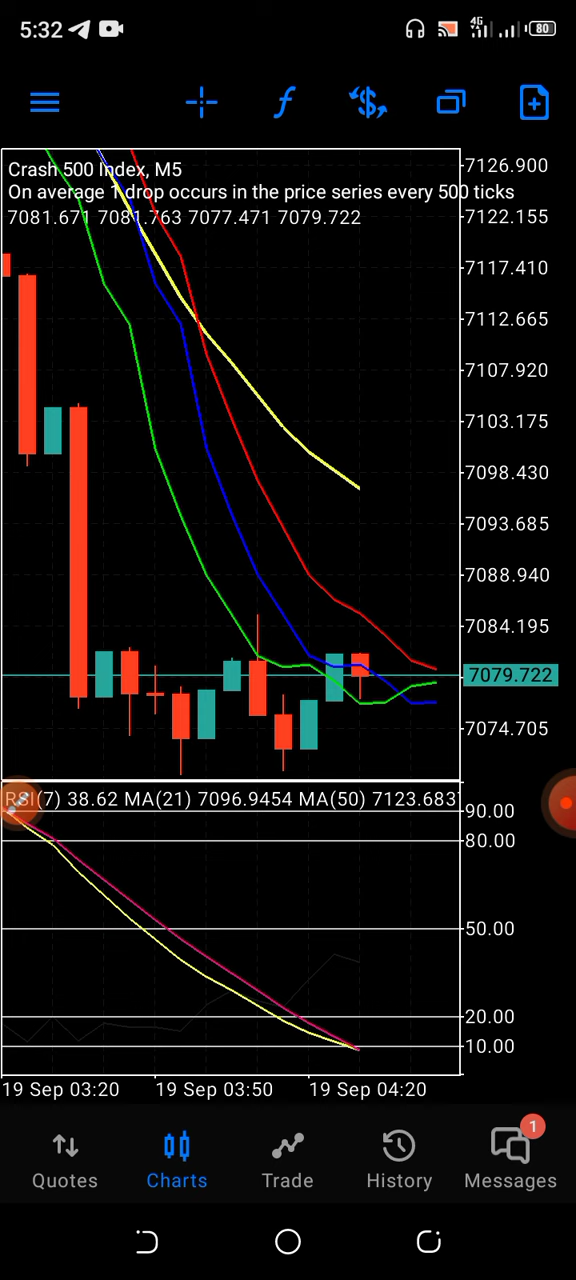 5:32
4G
80
Crash 500 Index, M5
On average 1 drop occurs in the price series every 500 ticks
7081.671 7081.763 7077.471 7079.722
7126.900
7122.155
7117.410
7112.665
7107.920
7103.175
7098.430
7093.685
7088.940
7084.195
7079.722
7074.705
RSI(7) 38.62 MA(21) 7096.9454 MA(50) 7123.683
90.00
80.00
50.00
20.00
10.00
19 Sep 03:20
19 Sep 03:50
19 Sep 04:20
1
Quotes
Charts
Trade
History
Messages